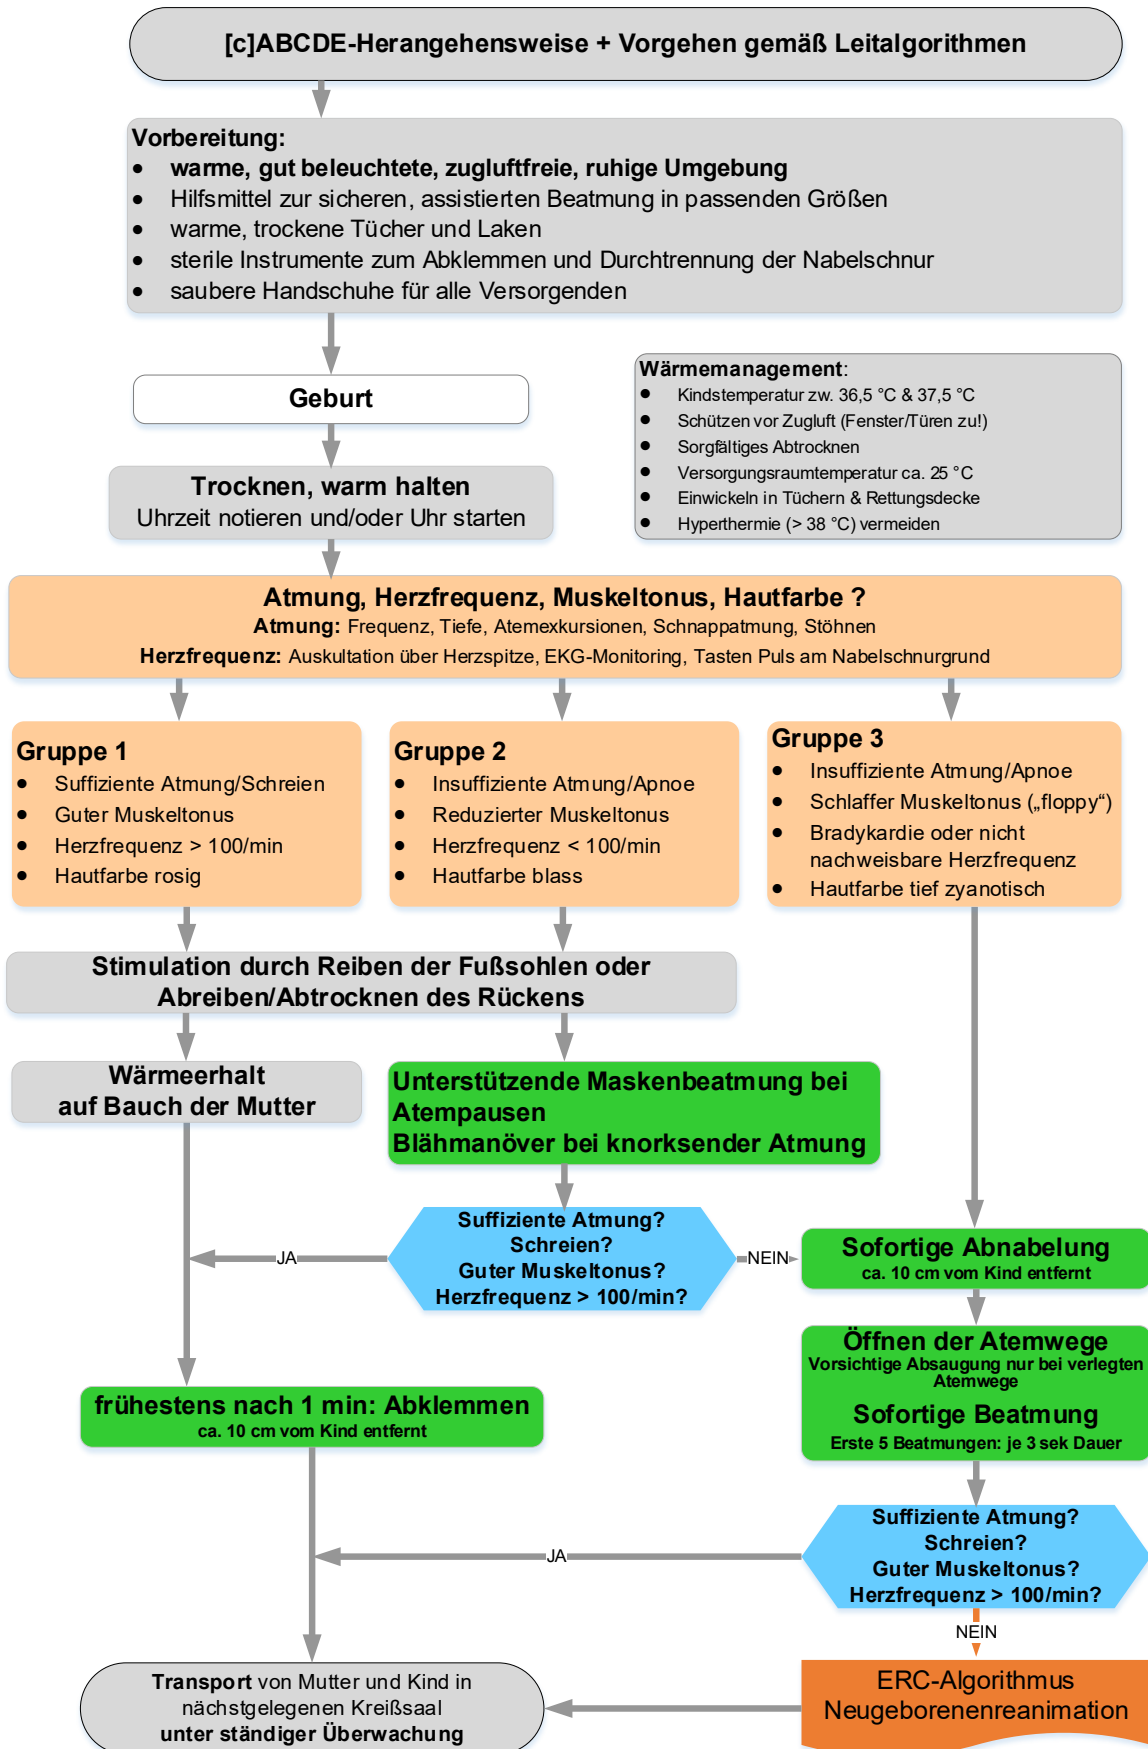 [c]ABCDE-Herangehensweise + Vorgehen gemäß Leitalgorithmen
Vorbereitung:
• warme, gut beleuchtete, zugluftfreie, ruhige Umgebung
• Hilfsmittel zur sicheren, assistierten Beatmung in passenden Größen
• warme, trockene Tücher und Laken
• sterile Instrumente zum Abklemmen und Durchtrennung der Nabelschnur
• saubere Handschuhe für alle Versorgenden
Geburt
Wärmemanagement:
• Kindstemperatur zw. 36,5 °C & 37,5 °C
• Schützen vor Zugluft (Fenster/Türen zu!)
• Sorgfältiges Abtrocknen
• Versorgungsraumtemperatur ca. 25 °C
• Einwickeln in Tüchern & Rettungsdecke
• Hyperthermie (> 38 °C) vermeiden
Trocknen, warm halten
Uhrzeit notieren und/oder Uhr starten
Atmung, Herzfrequenz, Muskeltonus, Hautfarbe ?
Atmung: Frequenz, Tiefe, Atemexkursionen, Schnappatmung, Stöhnen
Herzfrequenz: Auskultation über Herzspitze, EKG-Monitoring, Tasten Puls am Nabelschnurgrund
Gruppe 1
• Suffiziente Atmung/Schreien
• Guter Muskeltonus
• Herzfrequenz > 100/min
• Hautfarbe rosig
Gruppe 2
• Insuffiziente Atmung/Apnoe
• Reduzierter Muskeltonus
• Herzfrequenz < 100/min
• Hautfarbe blass
Gruppe 3
• Insuffiziente Atmung/Apnoe
• Schlaffer Muskeltonus („floppy“)
• Bradykardie oder nicht
nachweisbare Herzfrequenz
• Hautfarbe tief zyanotisch
Stimulation durch Reiben der Fußsohlen oder
Abreiben/Abtrocknen des Rückens
Wärmeerhalt
auf Bauch der Mutter
Unterstützende Maskenbeatmung bei
Atempausen
Blähmanöver bei knorksender Atmung
Suffiziente Atmung?
Schreien?
Guter Muskeltonus?
Herzfrequenz > 100/min?
JA
NEIN
Sofortige Abnabelung
ca. 10 cm vom Kind entfernt
Öffnen der Atemwege
Vorsichtige Absaugung nur bei verlegten
Atemwege
Sofortige Beatmung
Erste 5 Beatmungen: je 3 sek Dauer
frühestens nach 1 min: Abklemmen
ca. 10 cm vom Kind entfernt
Suffiziente Atmung?
Schreien?
Guter Muskeltonus?
Herzfrequenz > 100/min?
JA
NEIN
ERC-Algorithmus
Neugeborenenreanimation
Transport von Mutter und Kind in
nächstgelegenen Kreißsaal
unter ständiger Überwachung